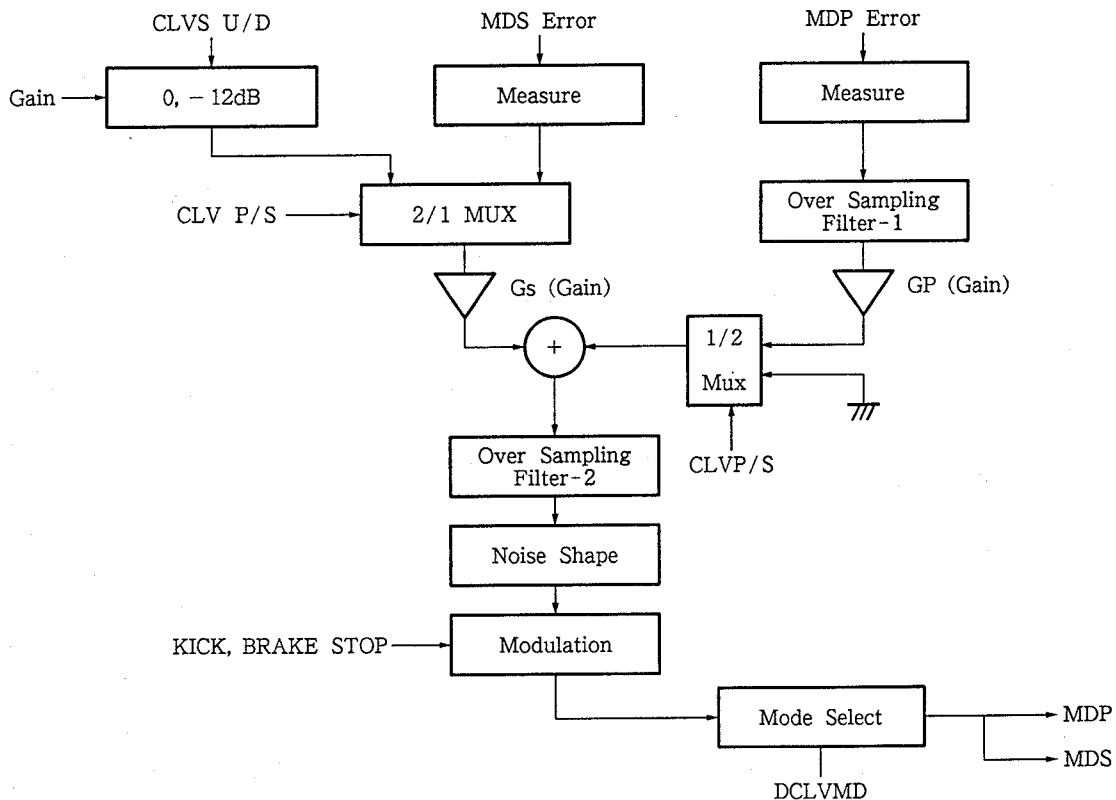 CLVS U/D
MDS Error
MDP Error
Gain
0, −12dB
Measure
Measure
CLV P/S
2/1 MUX
Over Sampling
Filter-1
Gs (Gain)
GP (Gain)
+
1/2
Mux
CLVP/S
Over Sampling
Filter-2
Noise Shape
KICK, BRAKE STOP
Modulation
Mode Select
MDP
MDS
DCLVMD